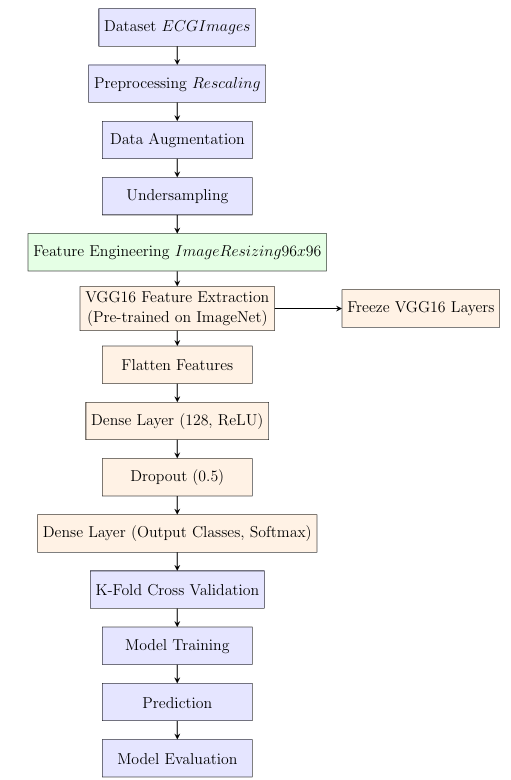 Dataset ECGImages
Preprocessing Rescaling
Data Augmentation
Undersampling
Feature Engineering ImageResizing96x96
VGG16 Feature Extraction
(Pre-trained on ImageNet)
Freeze VGG16 Layers
Flatten Features
Dense Layer (128, ReLU)
Dropout (0.5)
Dense Layer (Output Classes, Softmax)
K-Fold Cross Validation
Model Training
Prediction
Model Evaluation